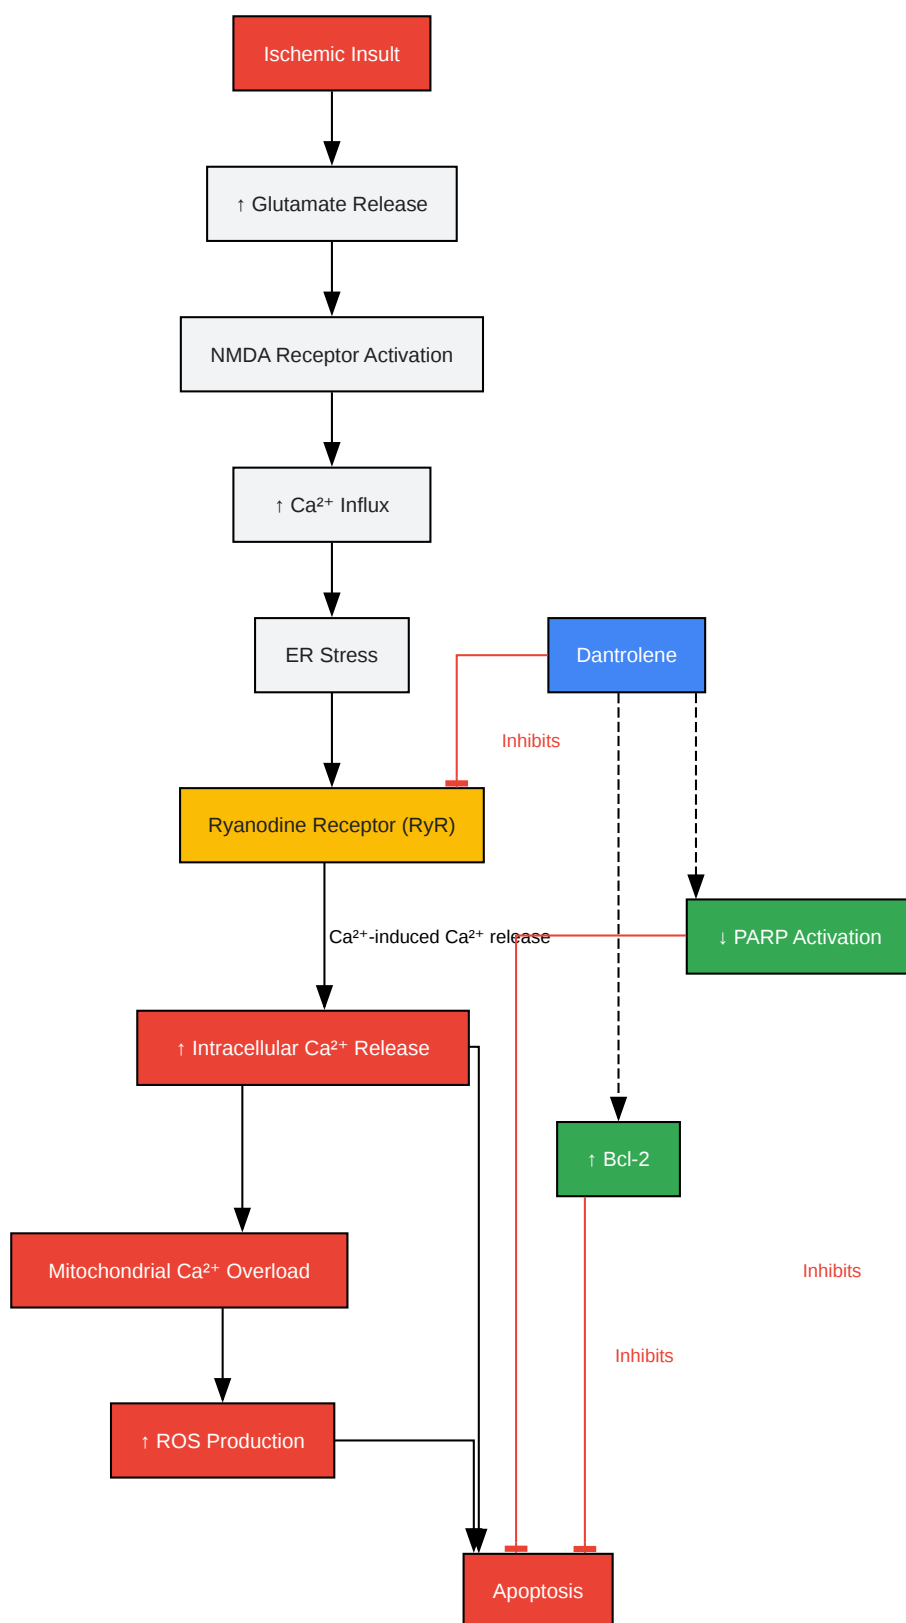 Ischemic Insult
↑ Glutamate Release
NMDA Receptor Activation
↑ Ca²⁺ Influx
ER Stress
Dantrolene
Inhibits
Ryanodine Receptor (RyR)
Ca²⁺-induced Ca²⁺ release
↓ PARP Activation
↑ Intracellular Ca²⁺ Release
↑ Bcl-2
Mitochondrial Ca²⁺ Overload
Inhibits
Inhibits
↑ ROS Production
Apoptosis